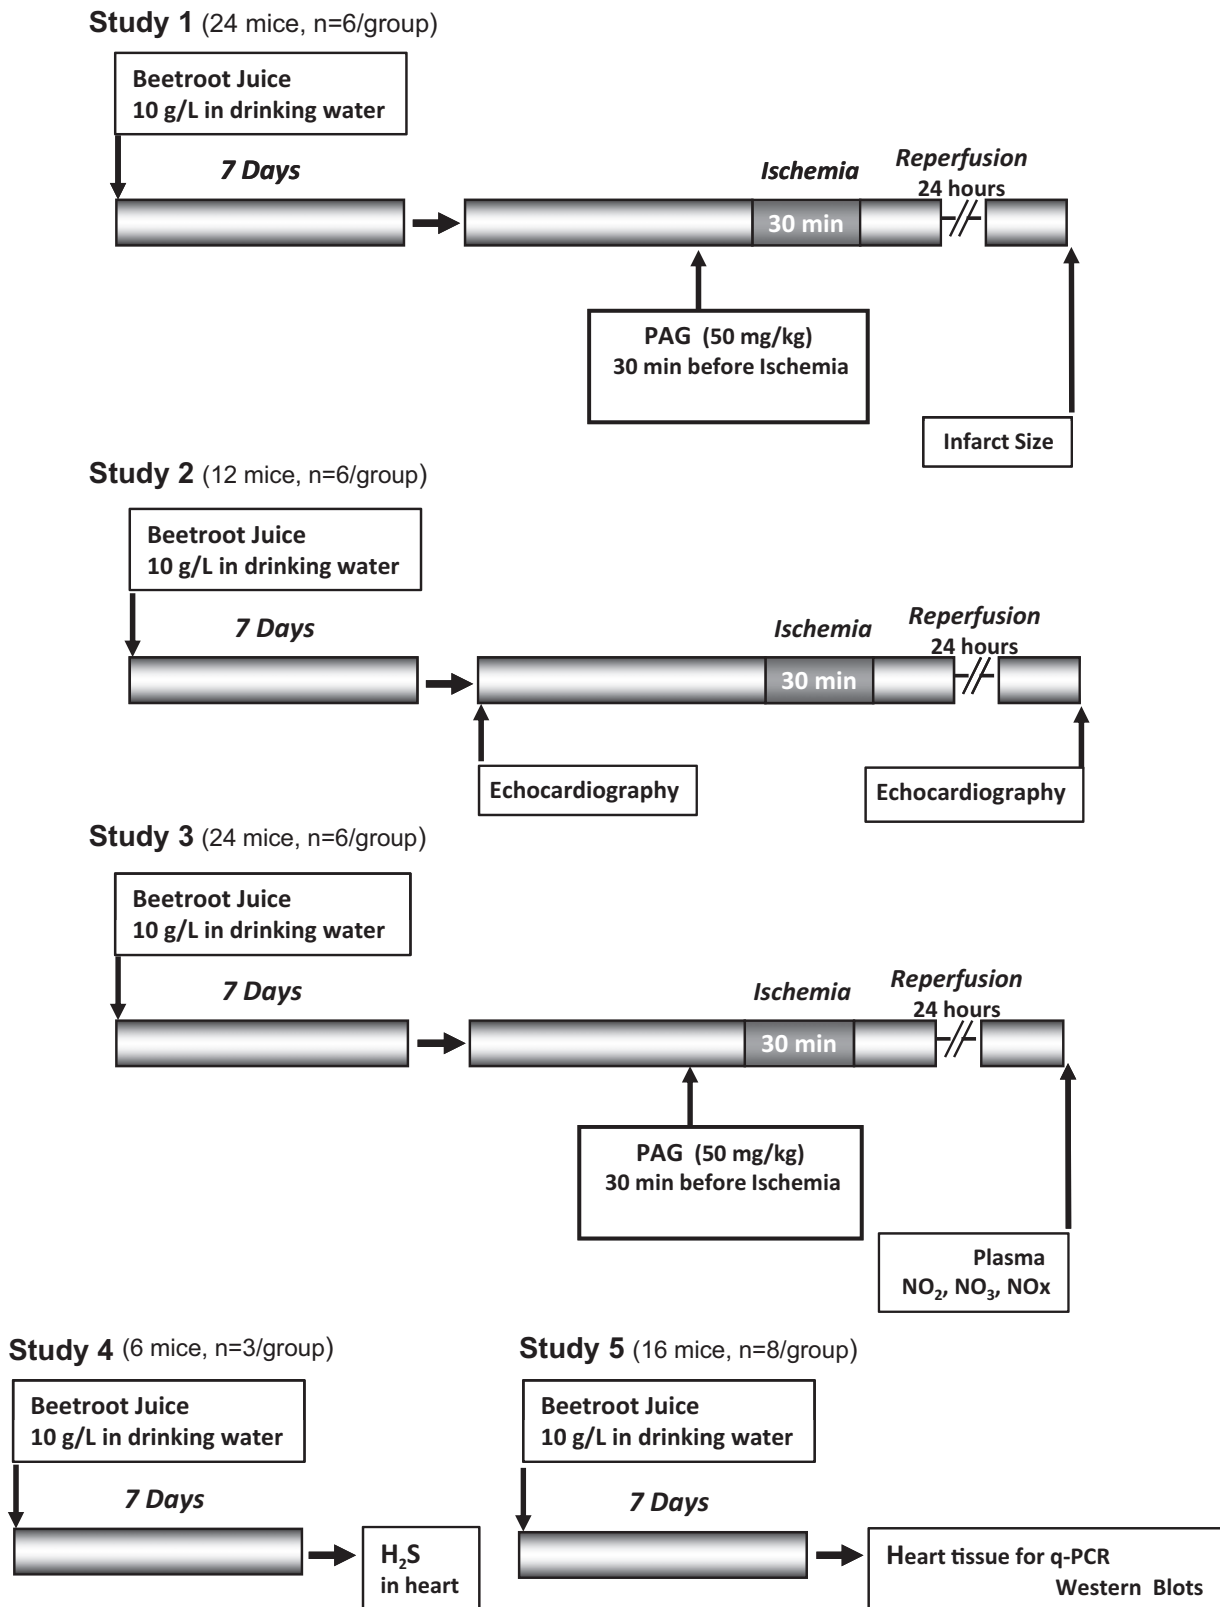 Study 1 (24 mice, n=6/group)
Beetroot Juice
10 g/L in drinking water
7 Days
Ischemia
Reperfusion
24 hours
30 min
PAG (50 mg/kg)
30 min before Ischemia
Infarct Size
Study 2 (12 mice, n=6/group)
Beetroot Juice
10 g/L in drinking water
7 Days
Ischemia
Reperfusion
24 hours
30 min
Echocardiography
Echocardiography
Study 3 (24 mice, n=6/group)
Beetroot Juice
10 g/L in drinking water
7 Days
Ischemia
Reperfusion
24 hours
30 min
PAG (50 mg/kg)
30 min before Ischemia
Plasma
NO₂, NO₃, NOx
Study 4 (6 mice, n=3/group)
Beetroot Juice
10 g/L in drinking water
7 Days
H₂S
in heart
Study 5 (16 mice, n=8/group)
Beetroot Juice
10 g/L in drinking water
7 Days
Heart tissue for q-PCR
Western Blots